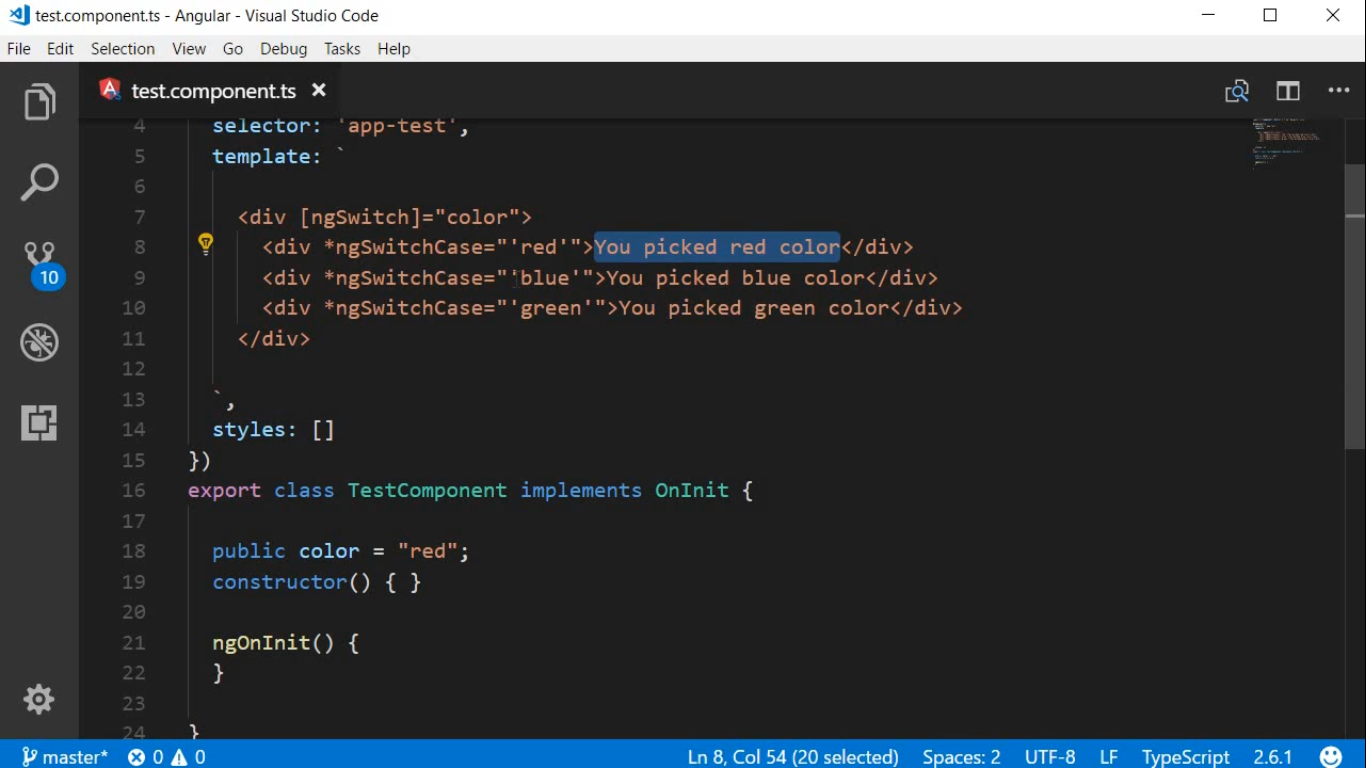 test.component.ts - Angular - Visual Studio Code
File Edit Selection View Go Debug Tasks Help
test.component.ts
4 selector: 'app-test',
5 template: `
6
7 <div [ngSwitch]="color">
8 <div *ngSwitchCase="'red'">You picked red color</div>
9 <div *ngSwitchCase="'blue'">You picked blue color</div>
10 <div *ngSwitchCase="'green'">You picked green color</div>
11 </div>
12
13 `,
14 styles: []
15 })
16 export class TestComponent implements OnInit {
17
18 public color = "red";
19 constructor() { }
20
21 ngOnInit() {
22 }
23
24 }
10
master* 0 0 Ln 8, Col 54 (20 selected) Spaces: 2 UTF-8 LF TypeScript 2.6.1